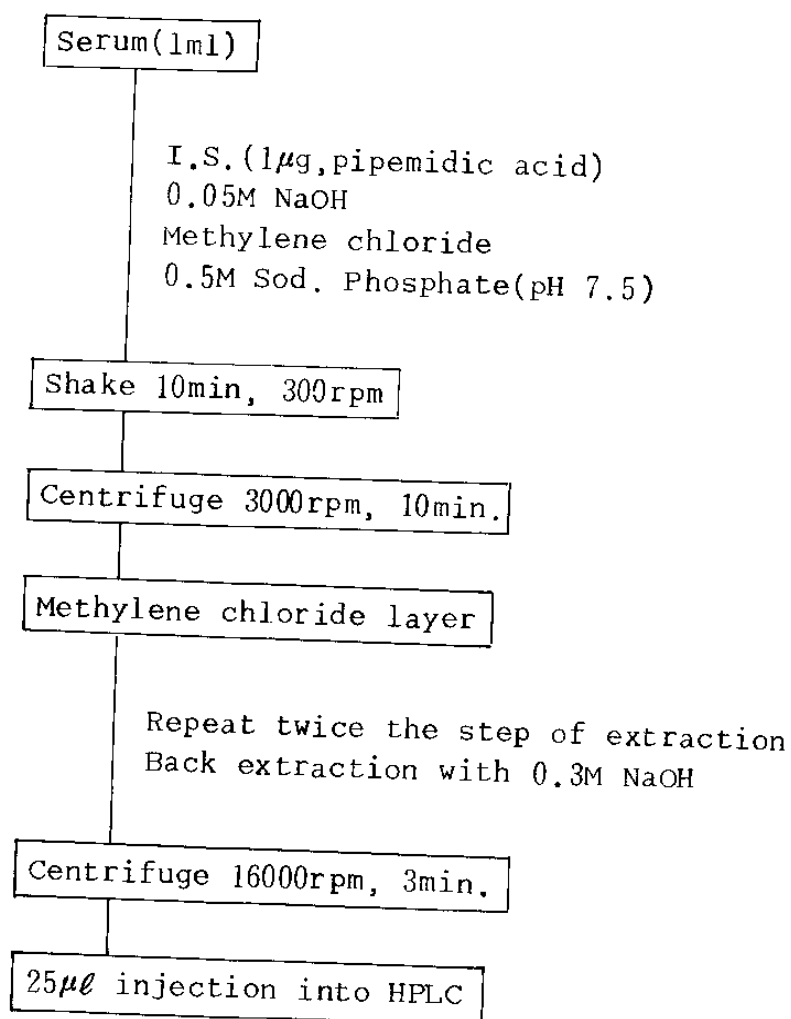 Serum(1ml)
I.S.(1μg,pipemidic acid)
0.05M NaOH
Methylene chloride
0.5M Sod. Phosphate(pH 7.5)
Shake 10min, 300rpm
Centrifuge 3000rpm, 10min.
Methylene chloride layer
Repeat twice the step of extraction
Back extraction with 0.3M NaOH
Centrifuge 16000rpm, 3min.
25μℓ injection into HPLC